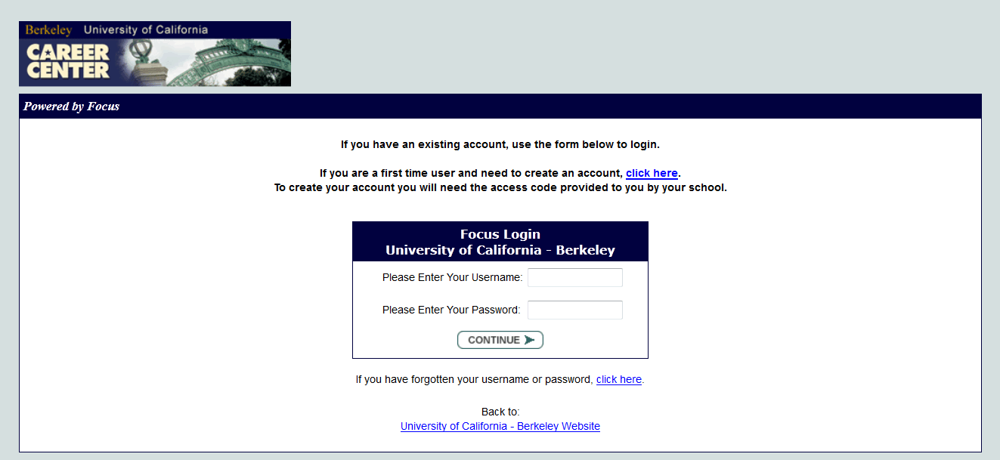 Berkeley University of California
CAREER
CENTER
Powered by Focus
If you have an existing account, use the form below to login.
If you are a first time user and need to create an account, click here.
To create your account you will need the access code provided to you by your school.
Focus Login
University of California - Berkeley
Please Enter Your Username:
Please Enter Your Password:
CONTINUE
If you have forgotten your username or password, click here.
Back to:
University of California - Berkeley Website